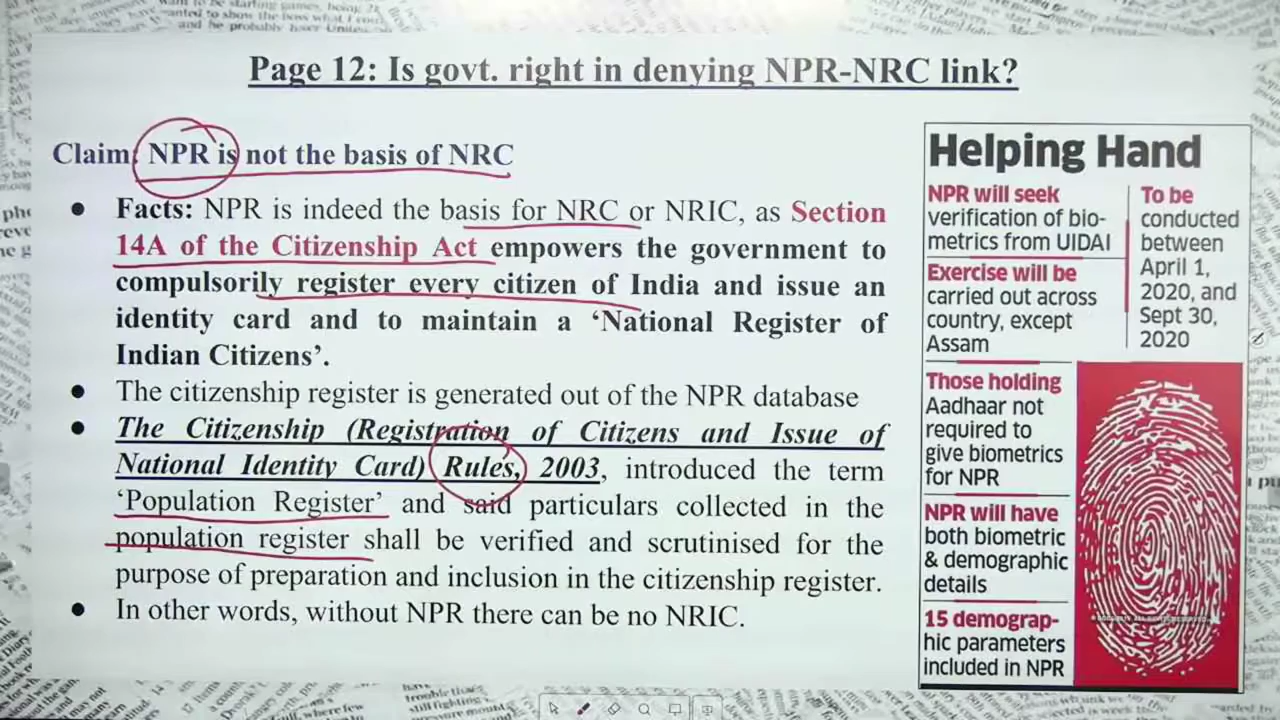 Page 12: Is govt. right in denying NPR-NRC link?
Claim: NPR is not the basis of NRC
● Facts: NPR is indeed the basis for NRC or NRIC, as Section
14A of the Citizenship Act empowers the government to
compulsorily register every citizen of India and issue an
identity card and to maintain a ‘National Register of
Indian Citizens’.
● The citizenship register is generated out of the NPR database
● The Citizenship (Registration of Citizens and Issue of
National Identity Card) Rules, 2003, introduced the term
‘Population Register’ and said particulars collected in the
population register shall be verified and scrutinised for the
purpose of preparation and inclusion in the citizenship register.
● In other words, without NPR there can be no NRIC.
Helping Hand
NPR will seek
verification of bio-
metrics from UIDAI
To be
conducted
between
April 1,
2020, and
Sept 30,
2020
Exercise will be
carried out across
country, except
Assam
Those holding
Aadhaar not
required to
give biometrics
for NPR
NPR will have
both biometric
& demographic
details
15 demograp-
hic parameters
included in NPR